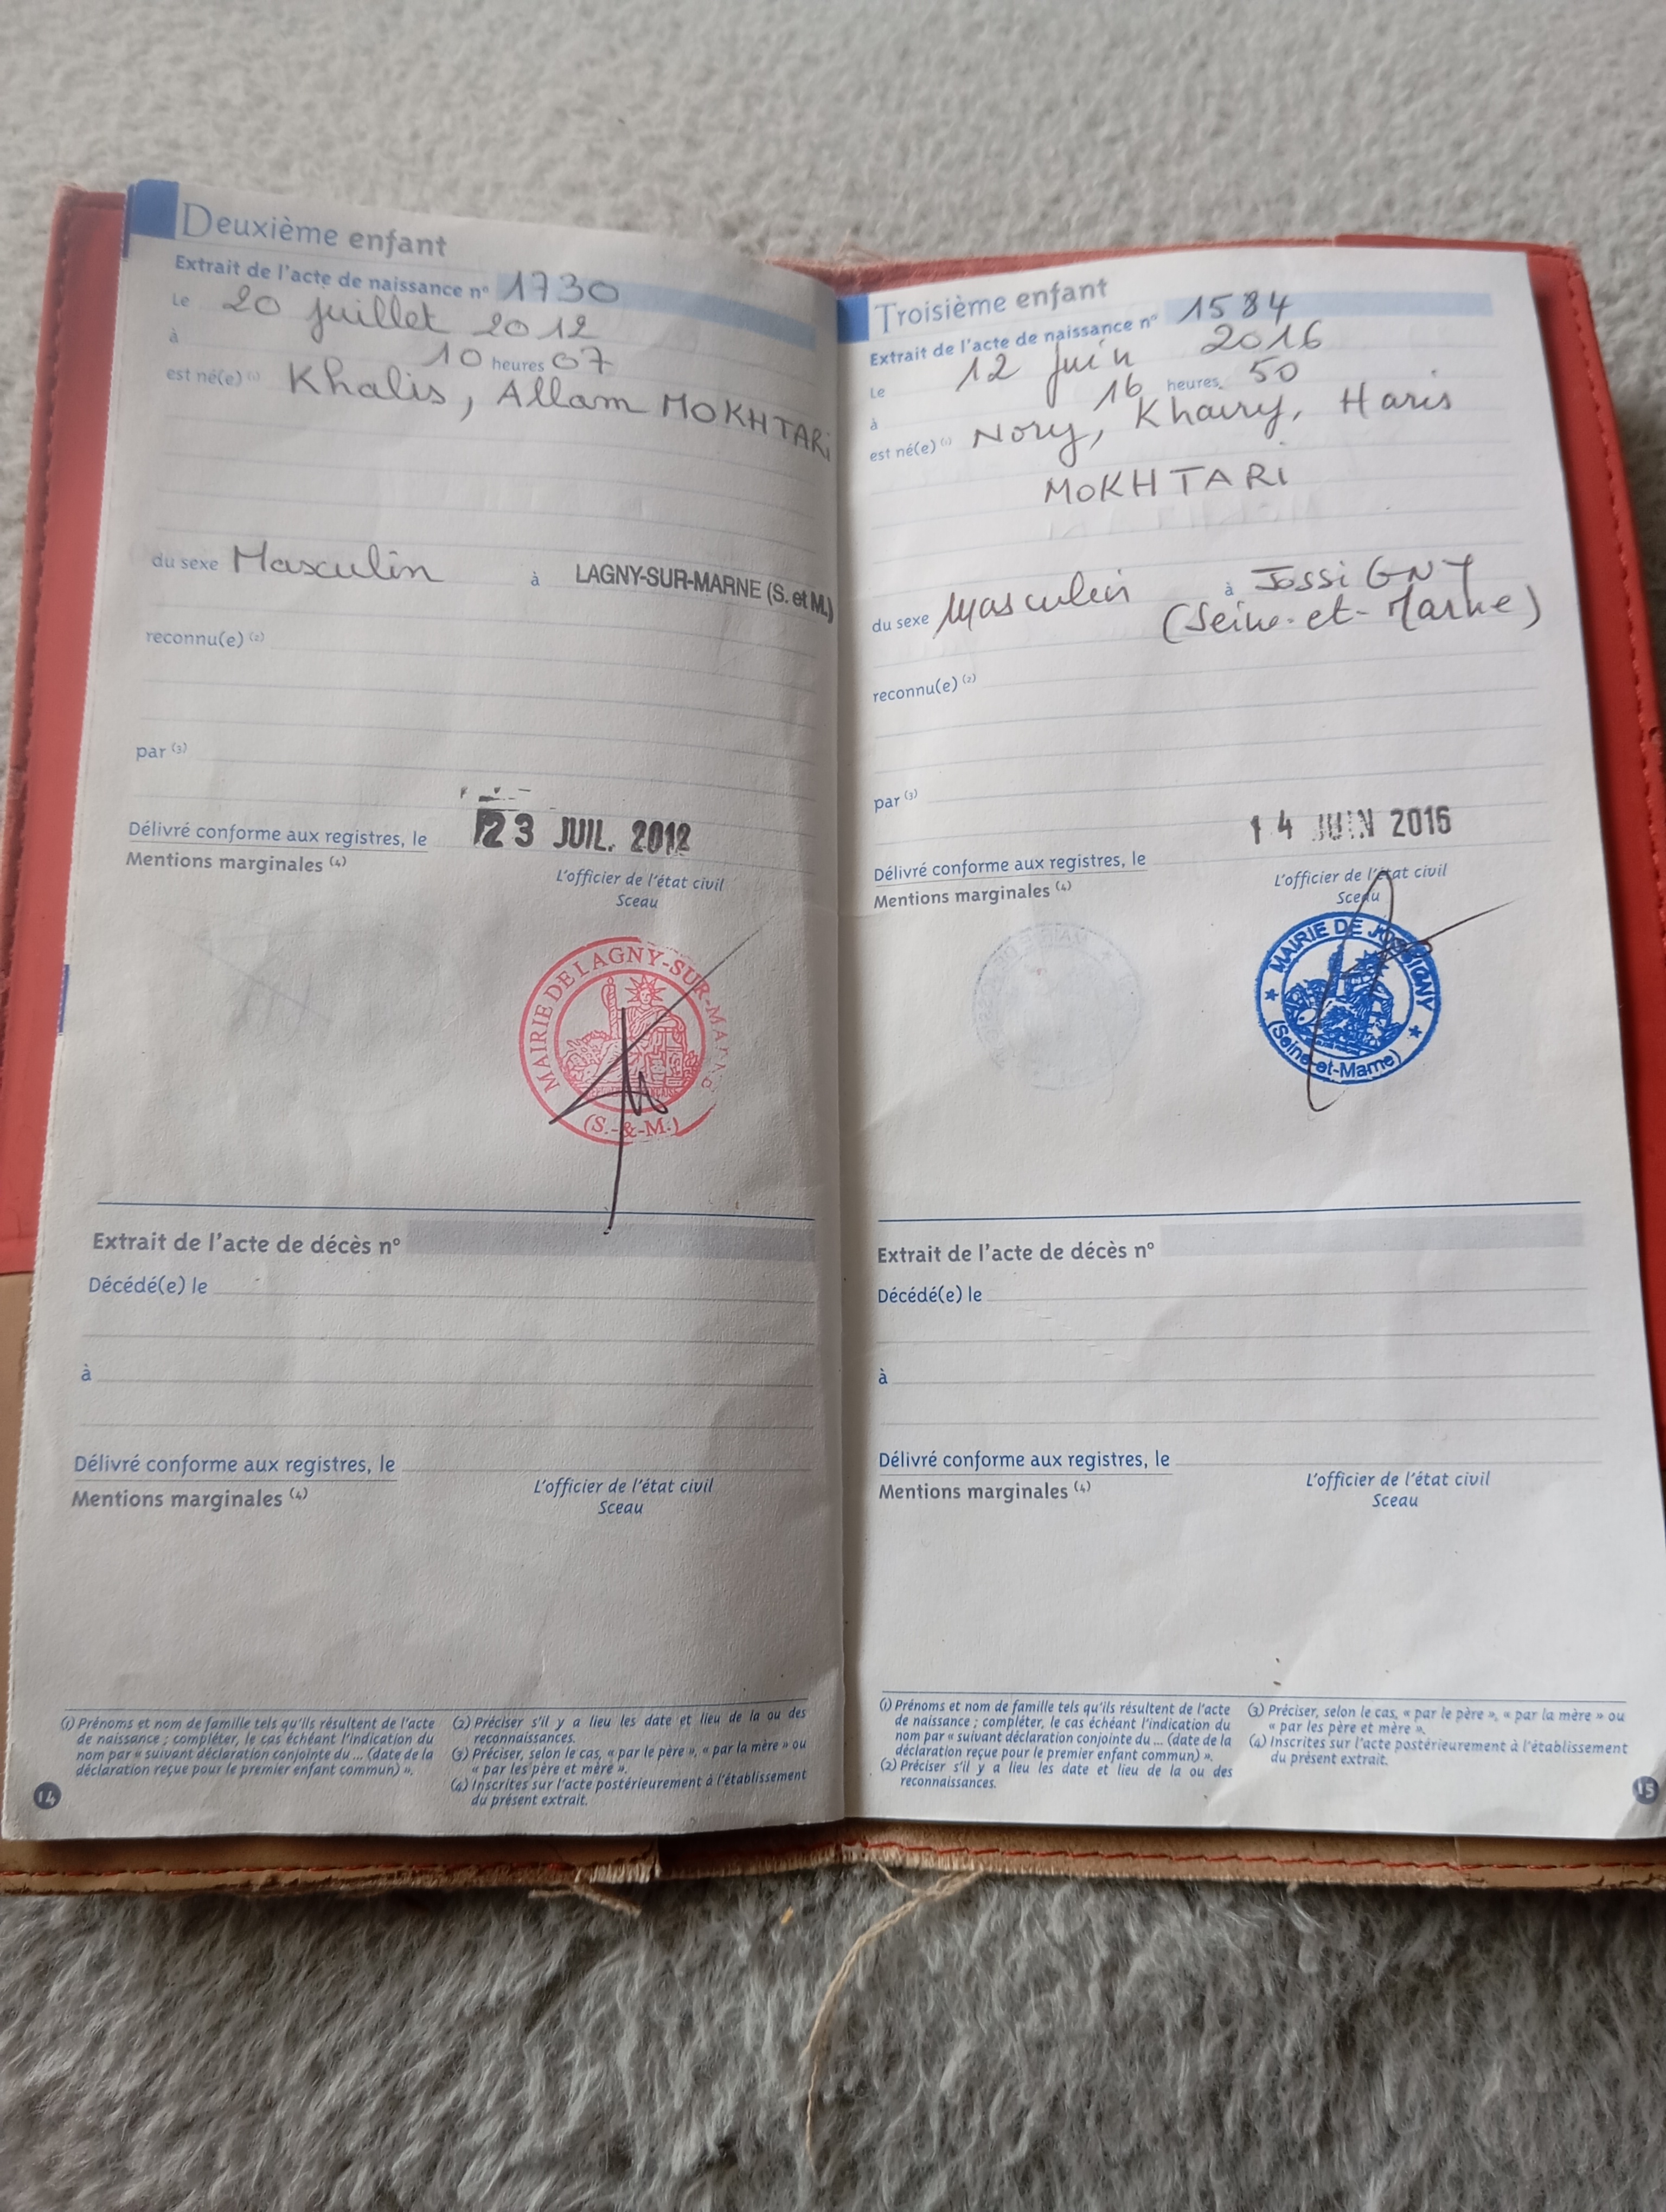 Deuxième enfant
Extrait de l'acte de naissance n° 1730
Le 20 juillet 2012
à 10 heures 07
est né(e) (1) Khalis, Allam MOKHTARi
du sexe Masculin à LAGNY-SUR-MARNE (S. et M.)
reconnu(e) (2)
par (3)
Délivré conforme aux registres, le 23 JUIL. 2012
Mentions marginales (4)
L'officier de l'état civil
Sceau
MAIRIE DE LAGNY-SUR-MARNE
(S.-&-M.)
Extrait de l'acte de décès n°
Décédé(e) le
à
Délivré conforme aux registres, le
Mentions marginales (4)
L'officier de l'état civil
Sceau
(1) Prénoms et nom de famille tels qu'ils résultent de l'acte
de naissance ; compléter, le cas échéant l'indication du
nom par « suivant déclaration conjointe du ... (date de la
déclaration reçue pour le premier enfant commun) ».
(2) Préciser s'il y a lieu les date et lieu de la ou des
reconnaissances.
(3) Préciser, selon le cas, « par le père », « par la mère » ou
« par les père et mère ».
(4) Inscrites sur l'acte postérieurement à l'établissement
du présent extrait.
14
Troisième enfant
Extrait de l'acte de naissance n° 1584
Le 12 juin 2016
à 16 heures 50
est né(e) (1) Nory, Khairy, Haris
MOKHTARi
du sexe Masculin à JossiGNY
(Seine-et-Marne)
reconnu(e) (2)
par (3)
Délivré conforme aux registres, le 14 JUIN 2016
Mentions marginales (4)
L'officier de l'état civil
Sceau
MAIRIE DE JOSSIGNY
(Seine-et-Marne)
Extrait de l'acte de décès n°
Décédé(e) le
à
Délivré conforme aux registres, le
Mentions marginales (4)
L'officier de l'état civil
Sceau
(1) Prénoms et nom de famille tels qu'ils résultent de l'acte
de naissance ; compléter, le cas échéant l'indication du
nom par « suivant déclaration conjointe du ... (date de la
déclaration reçue pour le premier enfant commun) ».
(2) Préciser s'il y a lieu les date et lieu de la ou des
reconnaissances.
(3) Préciser, selon le cas, « par le père », « par la mère » ou
« par les père et mère ».
(4) Inscrites sur l'acte postérieurement à l'établissement
du présent extrait.
15